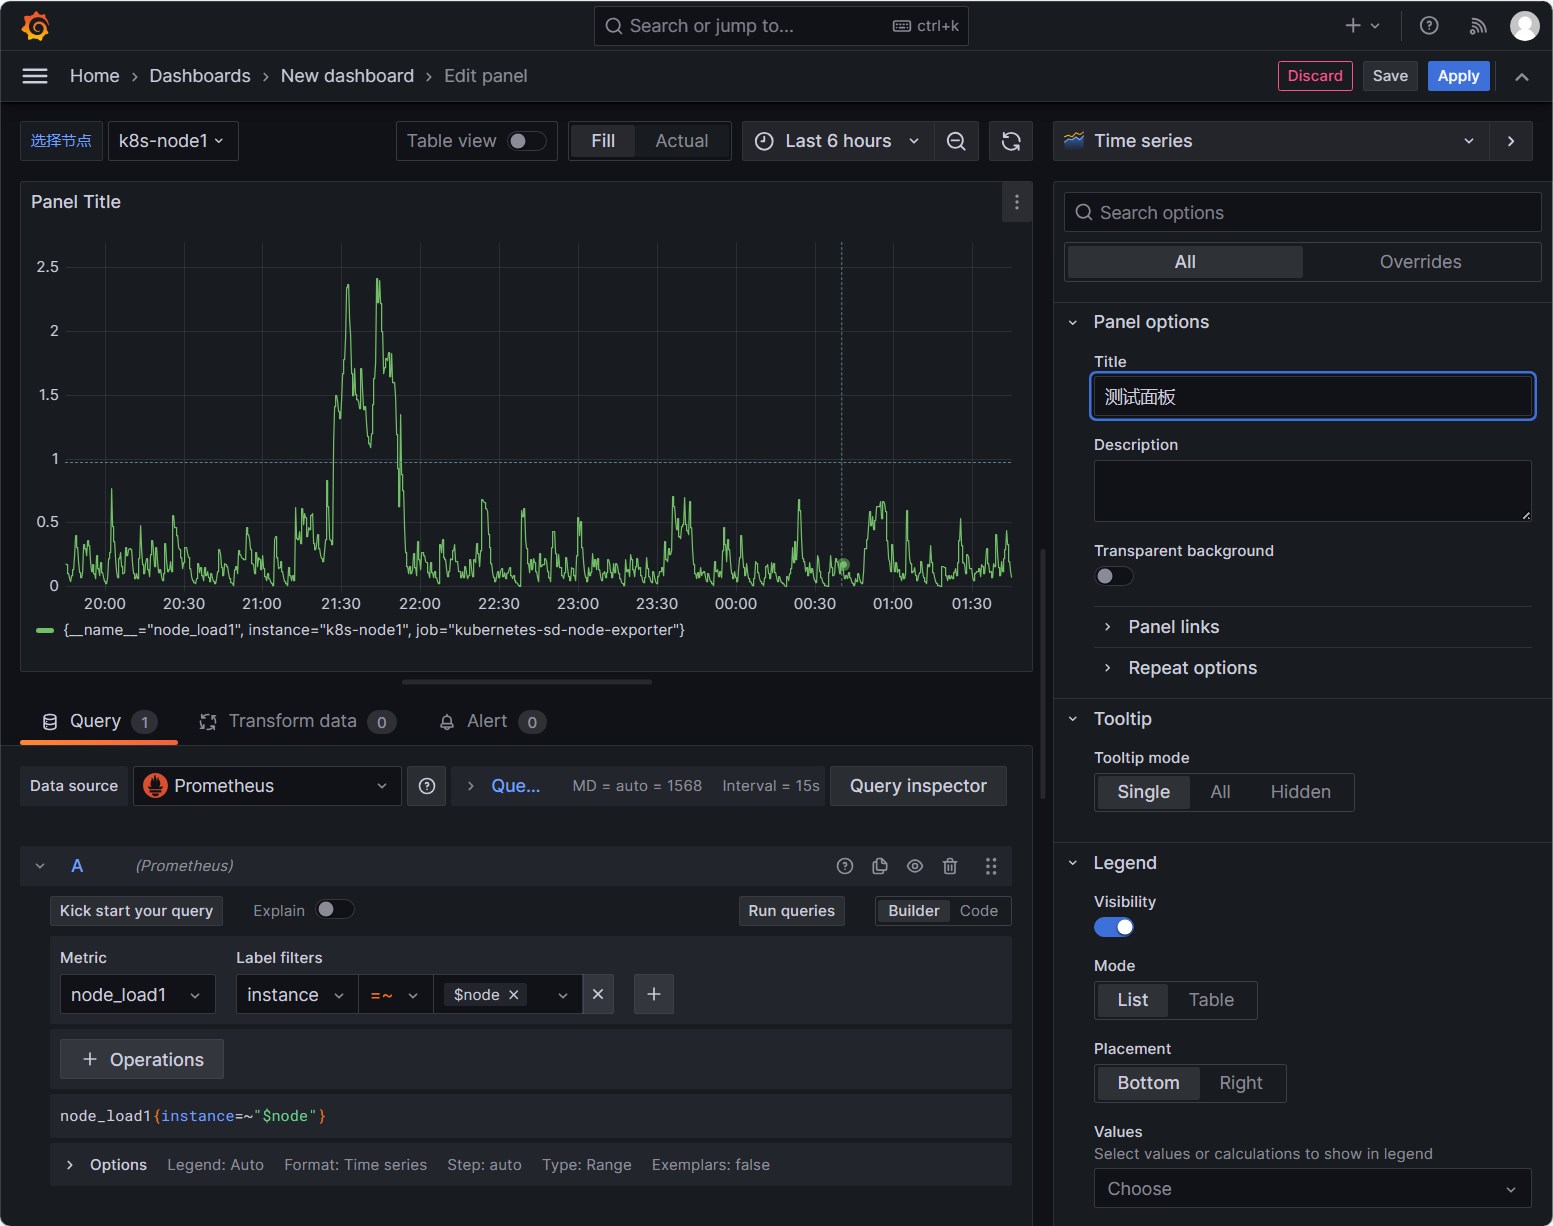 Search or jump to... ctrl+k
Home › Dashboards › New dashboard › Edit panel
Discard Save Apply
选择节点 k8s-node1
Table view Fill Actual Last 6 hours
Time series
Panel Title
2.5
2
1.5
1
0.5
0
20:00 20:30 21:00 21:30 22:00 22:30 23:00 23:30 00:00 00:30 01:00 01:30
{__name__="node_load1", instance="k8s-node1", job="kubernetes-sd-node-exporter"}
Query 1 Transform data 0 Alert 0
Data source Prometheus Que... MD = auto = 1568 Interval = 15s Query inspector
A (Prometheus)
Kick start your query Explain Run queries Builder Code
Metric Label filters
node_load1 instance =~ $node
+ Operations
node_load1{instance=~"$node"}
Options Legend: Auto Format: Time series Step: auto Type: Range Exemplars: false
Search options
All Overrides
Panel options
Title
测试面板
Description
Transparent background
Panel links
Repeat options
Tooltip
Tooltip mode
Single All Hidden
Legend
Visibility
Mode
List Table
Placement
Bottom Right
Values
Select values or calculations to show in legend
Choose